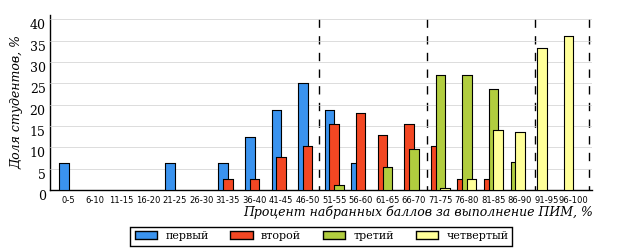 Доля студентов, %
40
35
30
25
20
15
10
5
0
0-5 6-10 11-15 16-20 21-25 26-30 31-35 36-40 41-45 46-50 51-55 56-60 61-65 66-70 71-75 76-80 81-85 86-90 91-95 96-100
Процент набранных баллов за выполнение ПИМ, %
первый второй третий четвертый